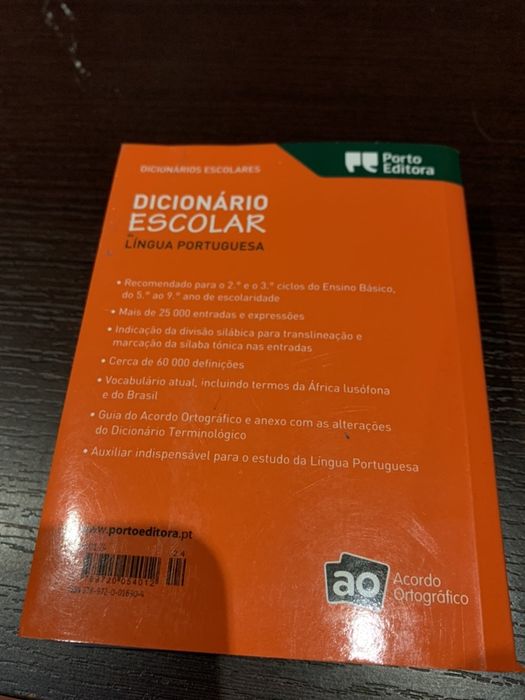 DICIONÁRIOS ESCOLARES
Porto
Editora
DICIONÁRIO
ESCOLAR
LÍNGUA PORTUGUESA
• Recomendado para o 2.º e o 3.º ciclos do Ensino Básico,
do 5.º ao 9.º ano de escolaridade
• Mais de 25 000 entradas e expressões
• Indicação da divisão silábica para translineação e
marcação da sílaba tónica nas entradas
• Cerca de 60 000 definições
• Vocabulário atual, incluindo termos da África lusófona
e do Brasil
• Guia do Acordo Ortográfico e anexo com as alterações
do Dicionário Terminológico
• Auxiliar indispensável para o estudo da Língua Portuguesa
www.portoeditora.pt
ao
Acordo
Ortográfico